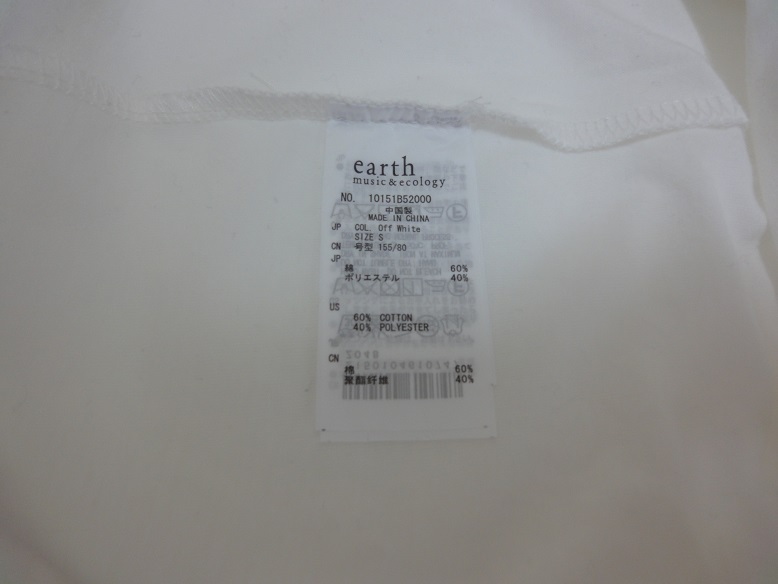 earth
music&ecology
NO. 10151B52000
中国製
MADE IN CHINA
JP COL. Off White
SIZE S
CN 号型 155/80
JP
綿 60%
ポリエステル 40%
US
60% COTTON
40% POLYESTER
CN
棉 60%
聚酯纤维 40%